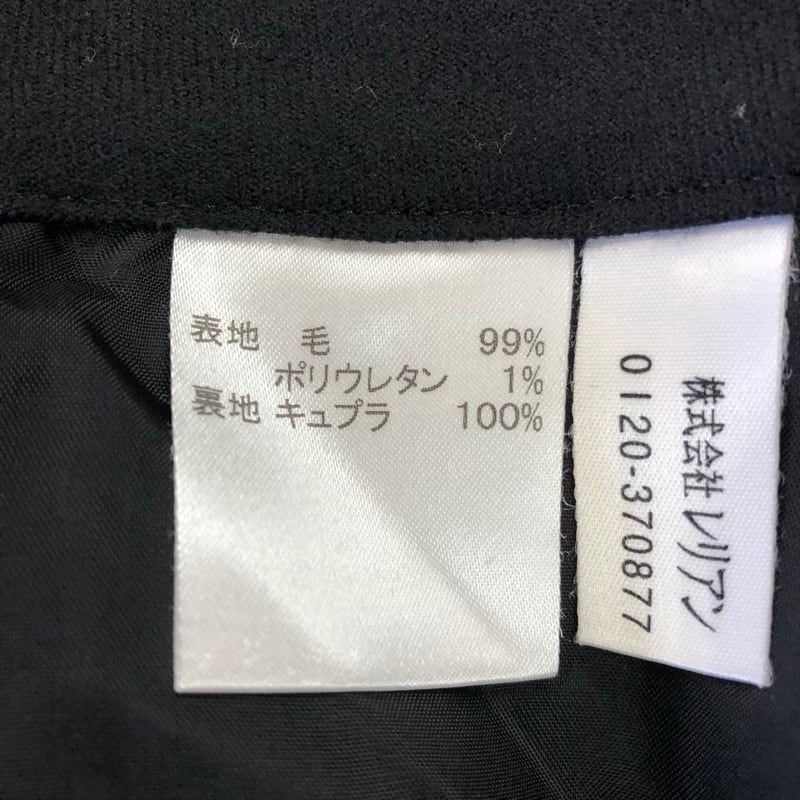 表地 毛 99%
ポリウレタン 1%
裏地 キュプラ 100%
株式会社 レリアン
0120-370877